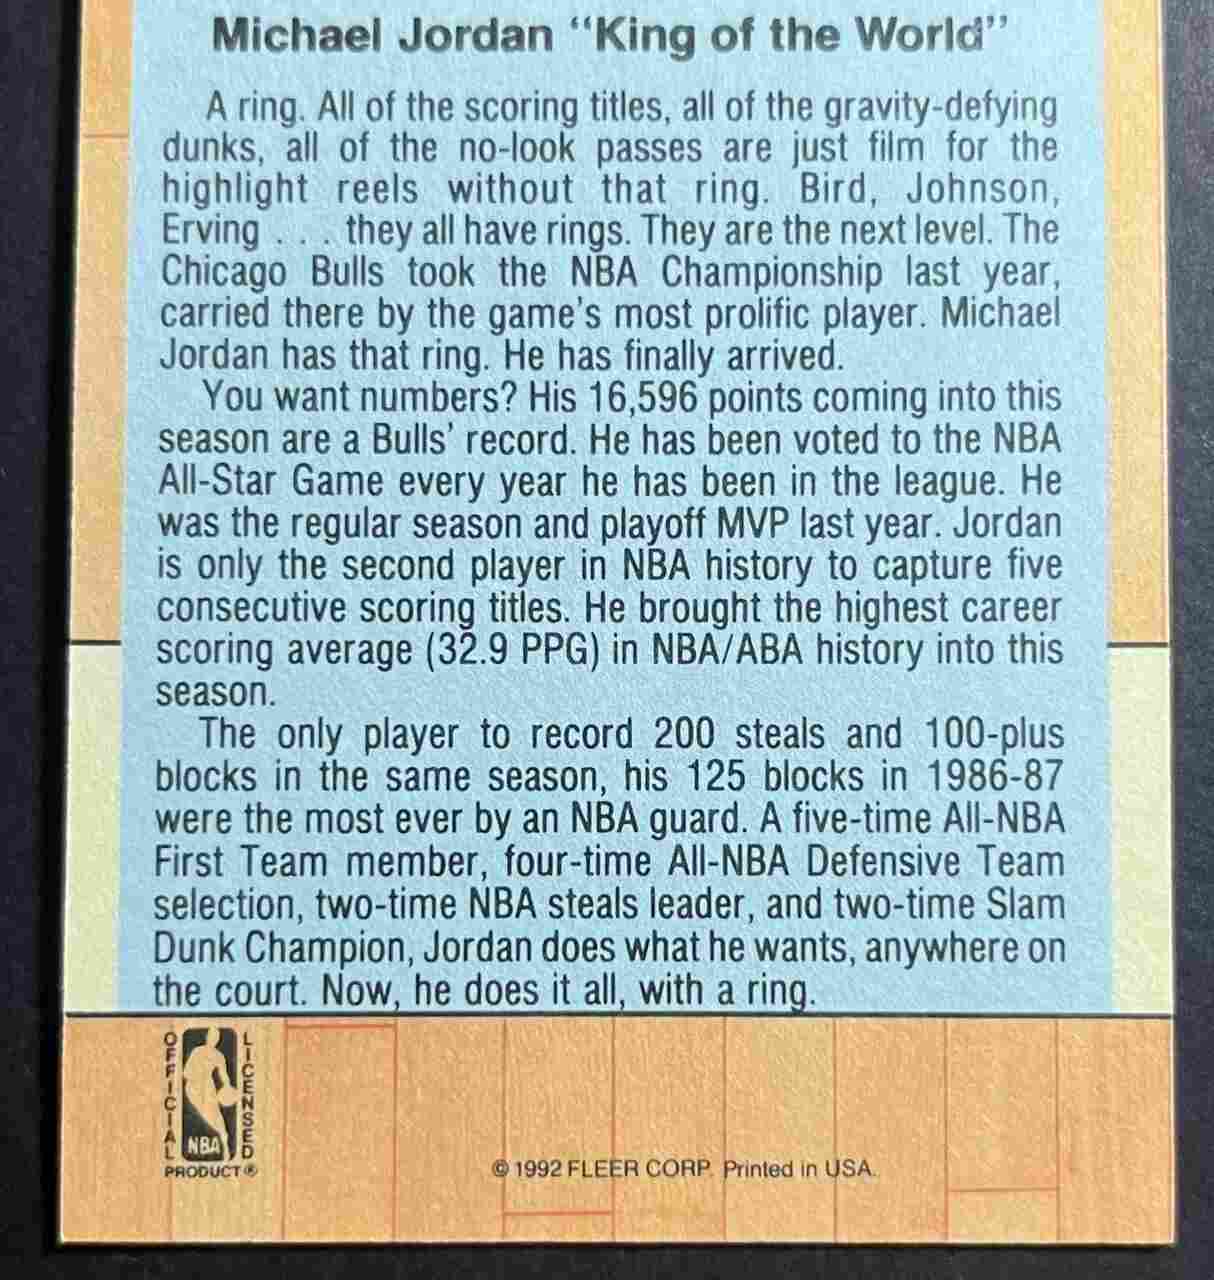 Michael Jordan “King of the World”
A ring. All of the scoring titles, all of the gravity-defying
dunks, all of the no-look passes are just film for the
highlight reels without that ring. Bird, Johnson,
Erving . . . they all have rings. They are the next level. The
Chicago Bulls took the NBA Championship last year,
carried there by the game's most prolific player. Michael
Jordan has that ring. He has finally arrived.
You want numbers? His 16,596 points coming into this
season are a Bulls' record. He has been voted to the NBA
All-Star Game every year he has been in the league. He
was the regular season and playoff MVP last year. Jordan
is only the second player in NBA history to capture five
consecutive scoring titles. He brought the highest career
scoring average (32.9 PPG) in NBA/ABA history into this
season.
The only player to record 200 steals and 100-plus
blocks in the same season, his 125 blocks in 1986-87
were the most ever by an NBA guard. A five-time All-NBA
First Team member, four-time All-NBA Defensive Team
selection, two-time NBA steals leader, and two-time Slam
Dunk Champion, Jordan does what he wants, anywhere on
the court. Now, he does it all, with a ring.
OFFICIAL
NBA
LICENSED
PRODUCT®
© 1992 FLEER CORP. Printed in USA.